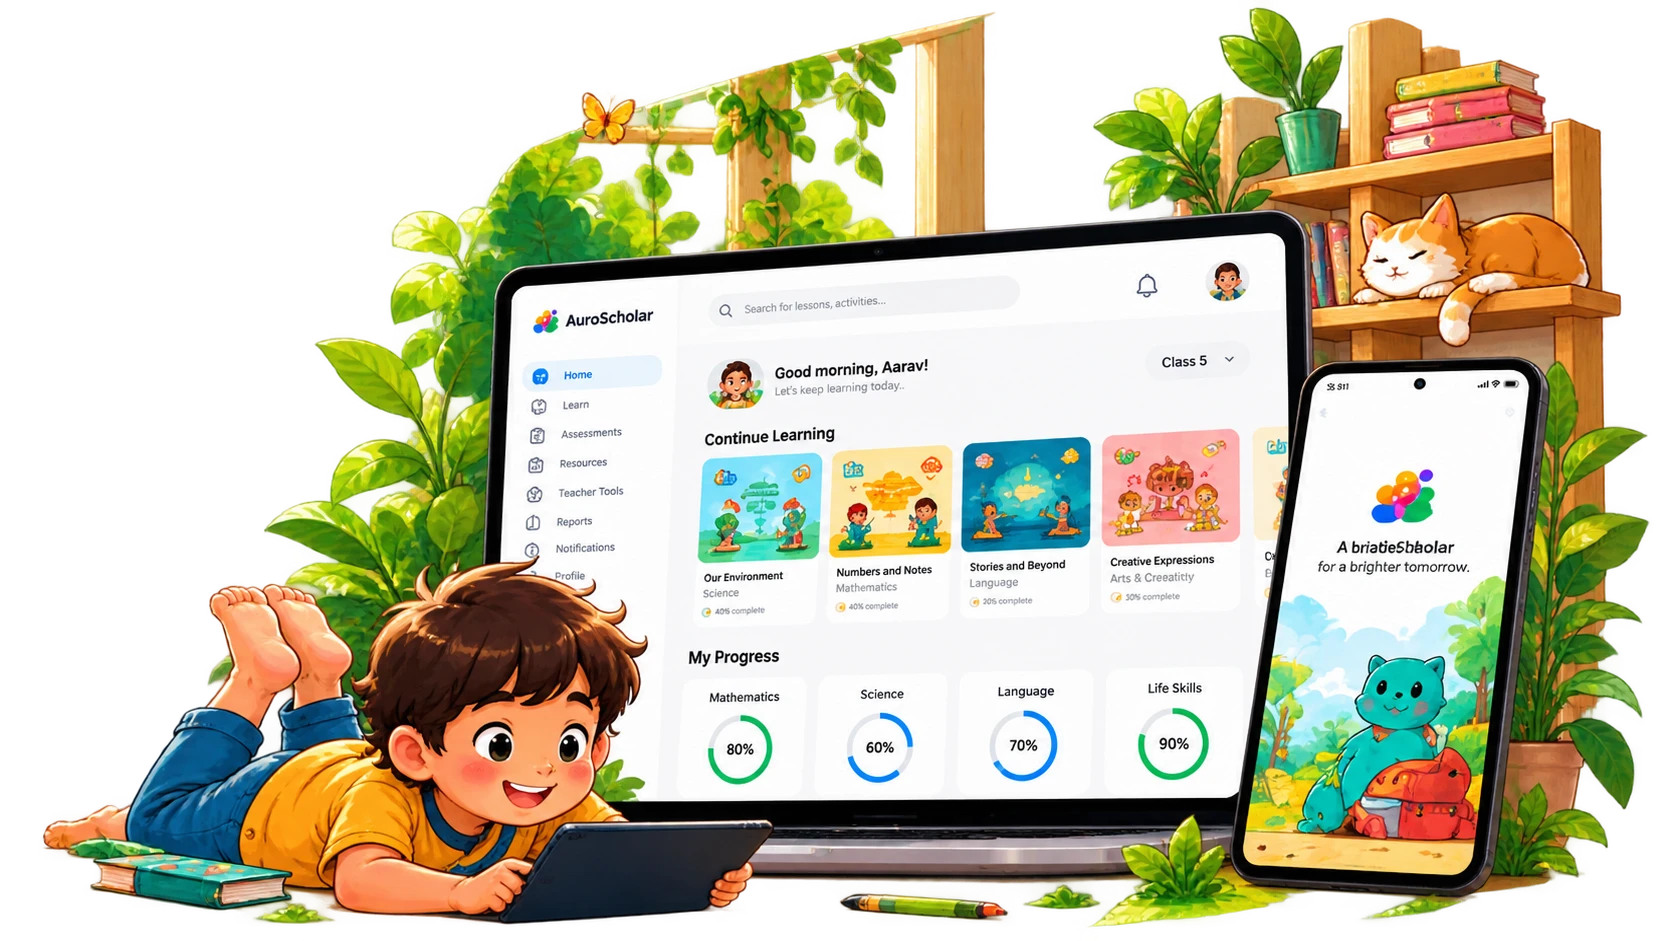 AuroScholar
Search for lessons, activities...
Home
Learn
Assessments
Resources
Teacher Tools
Reports
Notifications
Profile
Good morning, Aarav!
Let's keep learning today..
Class 5
Continue Learning
Our Environment
Science
40% complete
Numbers and Notes
Mathematics
40% complete
Stories and Beyond
Language
20% complete
Creative Expressions
Arts & Creatitly
30% complete
My Progress
Mathematics
80%
Science
60%
Language
70%
Life Skills
90%
for a brighter tomorrow.